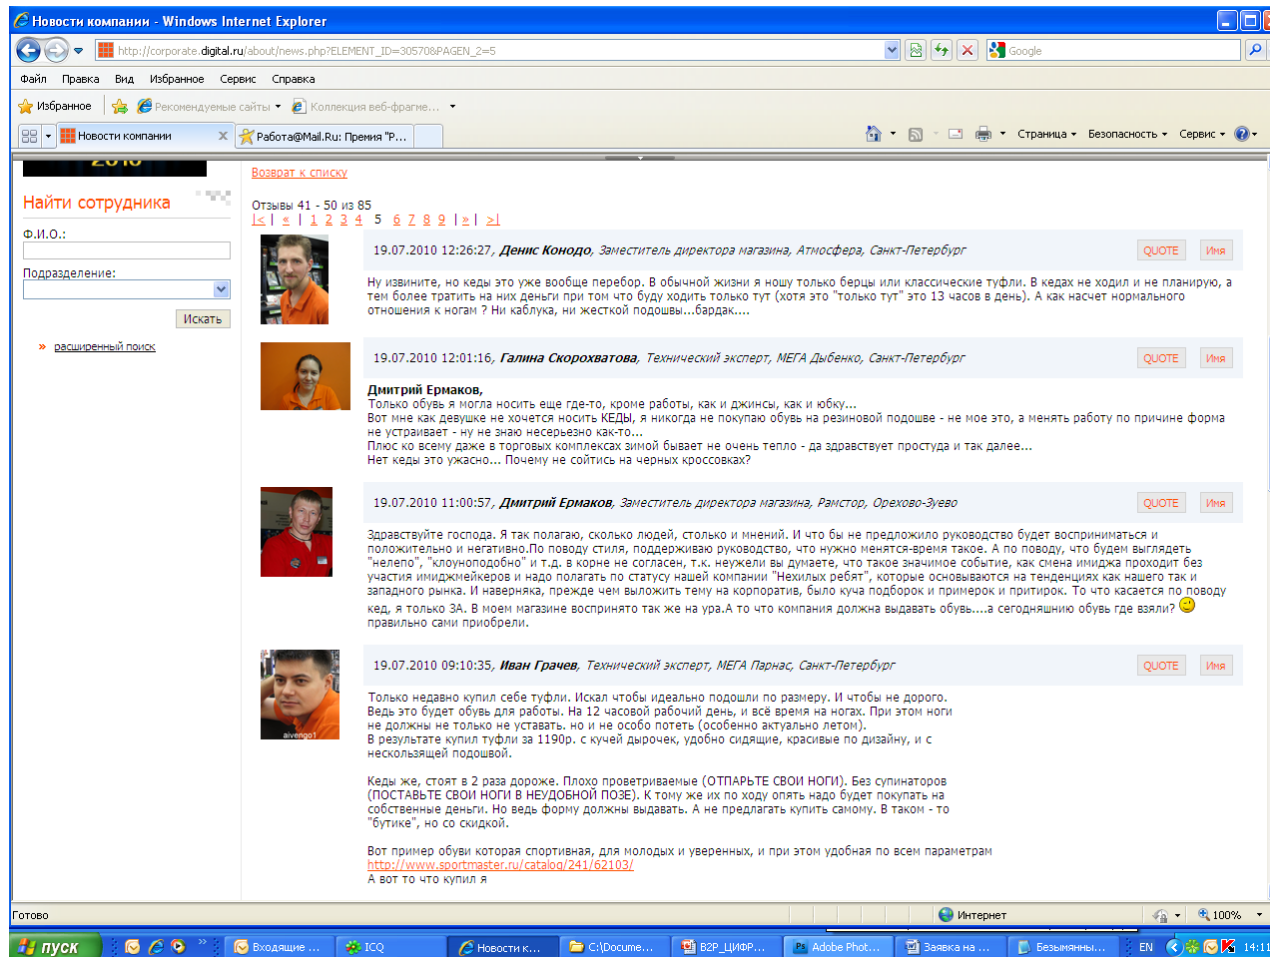 Новости компании - Windows Internet Explorer
http://corporate.digital.ru/about/news.php?ELEMENT_ID=30570&PAGEN_2=5
Google
Файл Правка Вид Избранное Сервис Справка
Избранное Рекомендуемые сайты Коллекция веб-фрагме...
Новости компании X Работа@Mail.Ru: Премия "Р...
Страница Безопасность Сервис
2010
Возврат к списку
Найти сотрудника
Отзывы 41 - 50 из 85
|< | « | 1 2 3 4 5 6 7 8 9 | » | >|
Ф.И.О.:
Подразделение:
Искать
» расширенный поиск
19.07.2010 12:26:27, Денис Конодо, Заместитель директора магазина, Атмосфера, Санкт-Петербург
QUOTE Имя
Ну извините, но кеды это уже вообще перебор. В обычной жизни я ношу только берцы или классические туфли. В кедах не ходил и не планирую, а
тем более тратить на них деньги при том что буду ходить только тут (хотя это "только тут" это 13 часов в день). А как насчет нормального
отношения к ногам ? Ни каблука, ни жесткой подошвы...бардак....
19.07.2010 12:01:16, Галина Скорохватова, Технический эксперт, МЕГА Дыбенко, Санкт-Петербург
QUOTE Имя
Дмитрий Ермаков,
Только обувь я могла носить еще где-то, кроме работы, как и джинсы, как и юбку...
Вот мне как девушке не хочется носить КЕДЫ, я никогда не покупаю обувь на резиновой подошве - не мое это, а менять работу по причине форма
не устраивает - ну не знаю несерьезно как-то...
Плюс ко всему даже в торговых комплексах зимой бывает не очень тепло - да здравствует простуда и так далее...
Нет кеды это ужасно... Почему не сойтись на черных кроссовках?
19.07.2010 11:00:57, Дмитрий Ермаков, Заместитель директора магазина, Рамстор, Орехово-Зуево
QUOTE Имя
Здравствуйте господа. Я так полагаю, сколько людей, столько и мнений. И что бы не предложило руководство будет восприниматься и
положительно и негативно.По поводу стиля, поддерживаю руководство, что нужно менятся-время такое. А по поводу, что будем выглядеть
"нелепо", "клоуноподобно" и т.д. в корне не согласен, т.к. неужели вы думаете, что такое значимое событие, как смена имиджа проходит без
участия имиджмейкеров и надо полагать по статусу нашей компании "Нехилых ребят", которые основываются на тенденциях как нашего так и
западного рынка. И наверняка, прежде чем выложить тему на корпоратив, было куча подборок и примерок и притирок. То что касается по поводу
кед, я только ЗА. В моем магазине воспринято так же на ура.А то что компания должна выдавать обувь....а сегодняшнию обувь где взяли?
правильно сами приобрели.
19.07.2010 09:10:35, Иван Грачев, Технический эксперт, МЕГА Парнас, Санкт-Петербург
QUOTE Имя
aivengo1
Только недавно купил себе туфли. Искал чтобы идеально подошли по размеру. И чтобы не дорого.
Ведь это будет обувь для работы. На 12 часовой рабочий день, и всё время на ногах. При этом ноги
не должны не только не уставать. но и не особо потеть (особенно актуально летом).
В результате купил туфли за 1190р. с кучей дырочек, удобно сидящие, красивые по дизайну, и с
нескользящей подошвой.
Кеды же, стоят в 2 раза дороже. Плохо проветриваемые (ОТПАРЬТЕ СВОИ НОГИ). Без супинаторов
(ПОСТАВЬТЕ СВОИ НОГИ В НЕУДОБНОЙ ПОЗЕ). К тому же их по ходу опять надо будет покупать на
собственные деньги. Но ведь форму должны выдавать. А не предлагать купить самому. В таком - то
"бутике", но со скидкой.
Вот пример обуви которая спортивная, для молодых и уверенных, и при этом удобная по всем параметрам
http://www.sportmaster.ru/catalog/241/62103/
А вот то что купил я
Готово Интернет 100%
пуск Входящие ... ICQ Новости к... C:\Docume... B2P_ЦИФР... Adobe Phot... Заявка на ... Безымянны... EN 14:11